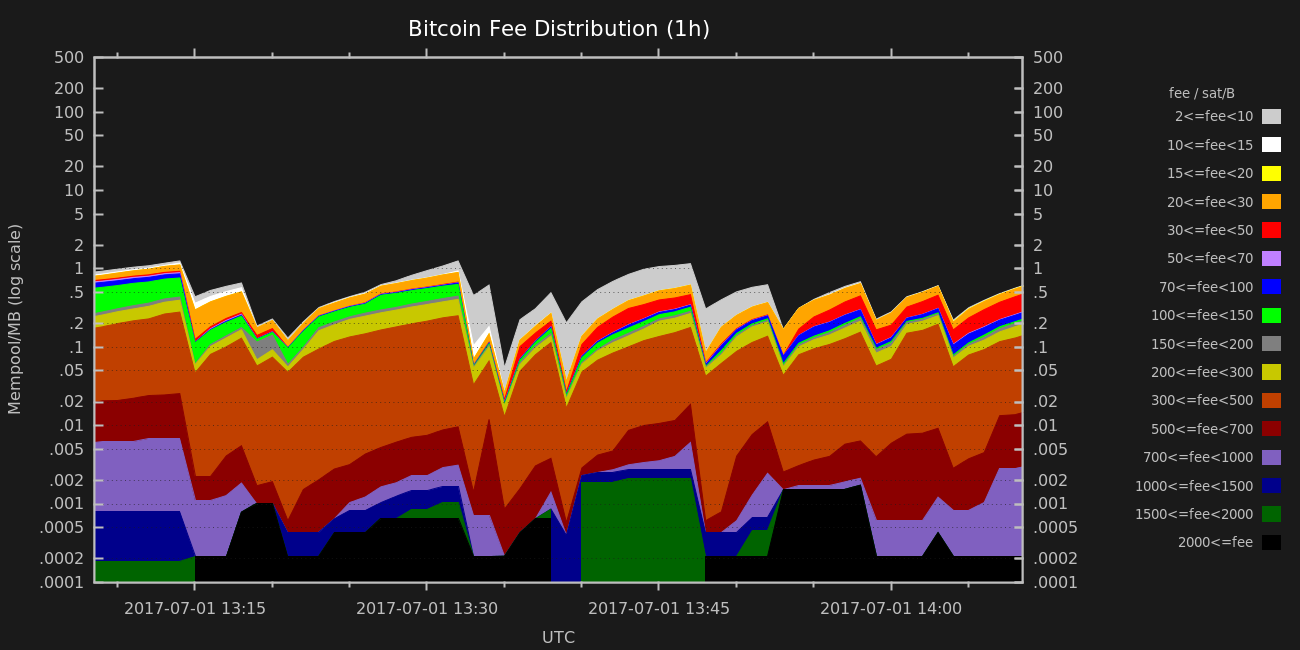 Bitcoin Fee Distribution (1h)
Mempool/MB (log scale)
500
200
100
50
20
10
5
2
1
.5
.2
.1
.05
.02
.01
.005
.002
.001
.0005
.0002
.0001
500
200
100
50
20
10
5
2
1
.5
.2
.1
.05
.02
.01
.005
.002
.001
.0005
.0002
.0001
2017-07-01 13:15
2017-07-01 13:30
2017-07-01 13:45
2017-07-01 14:00
UTC
fee / sat/B
2<=fee<10
10<=fee<15
15<=fee<20
20<=fee<30
30<=fee<50
50<=fee<70
70<=fee<100
100<=fee<150
150<=fee<200
200<=fee<300
300<=fee<500
500<=fee<700
700<=fee<1000
1000<=fee<1500
1500<=fee<2000
2000<=fee